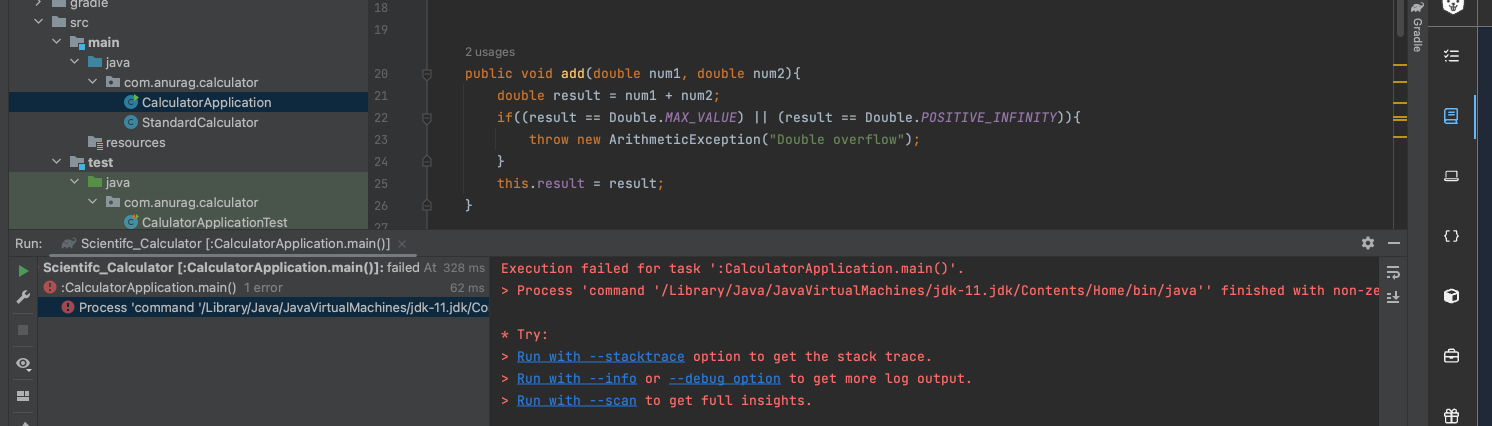 gradle
src
main
java
com.anurag.calculator
CalculatorApplication
StandardCalculator
resources
test
java
com.anurag.calculator
CalulatorApplicationTest
18
19
2 usages
20 public void add(double num1, double num2){
21 double result = num1 + num2;
22 if((result == Double.MAX_VALUE) || (result == Double.POSITIVE_INFINITY)){
23 throw new ArithmeticException("Double overflow");
24 }
25 this.result = result;
26 }
27
Gradle
Run: Scientifc_Calculator [:CalculatorApplication.main()]
Scientifc_Calculator [:CalculatorApplication.main()]: failed At 328 ms
:CalculatorApplication.main() 1 error 62 ms
Process 'command '/Library/Java/JavaVirtualMachines/jdk-11.jdk/Co
Execution failed for task ':CalculatorApplication.main()'.
> Process 'command '/Library/Java/JavaVirtualMachines/jdk-11.jdk/Contents/Home/bin/java'' finished with non-ze
* Try:
> Run with --stacktrace option to get the stack trace.
> Run with --info or --debug option to get more log output.
> Run with --scan to get full insights.